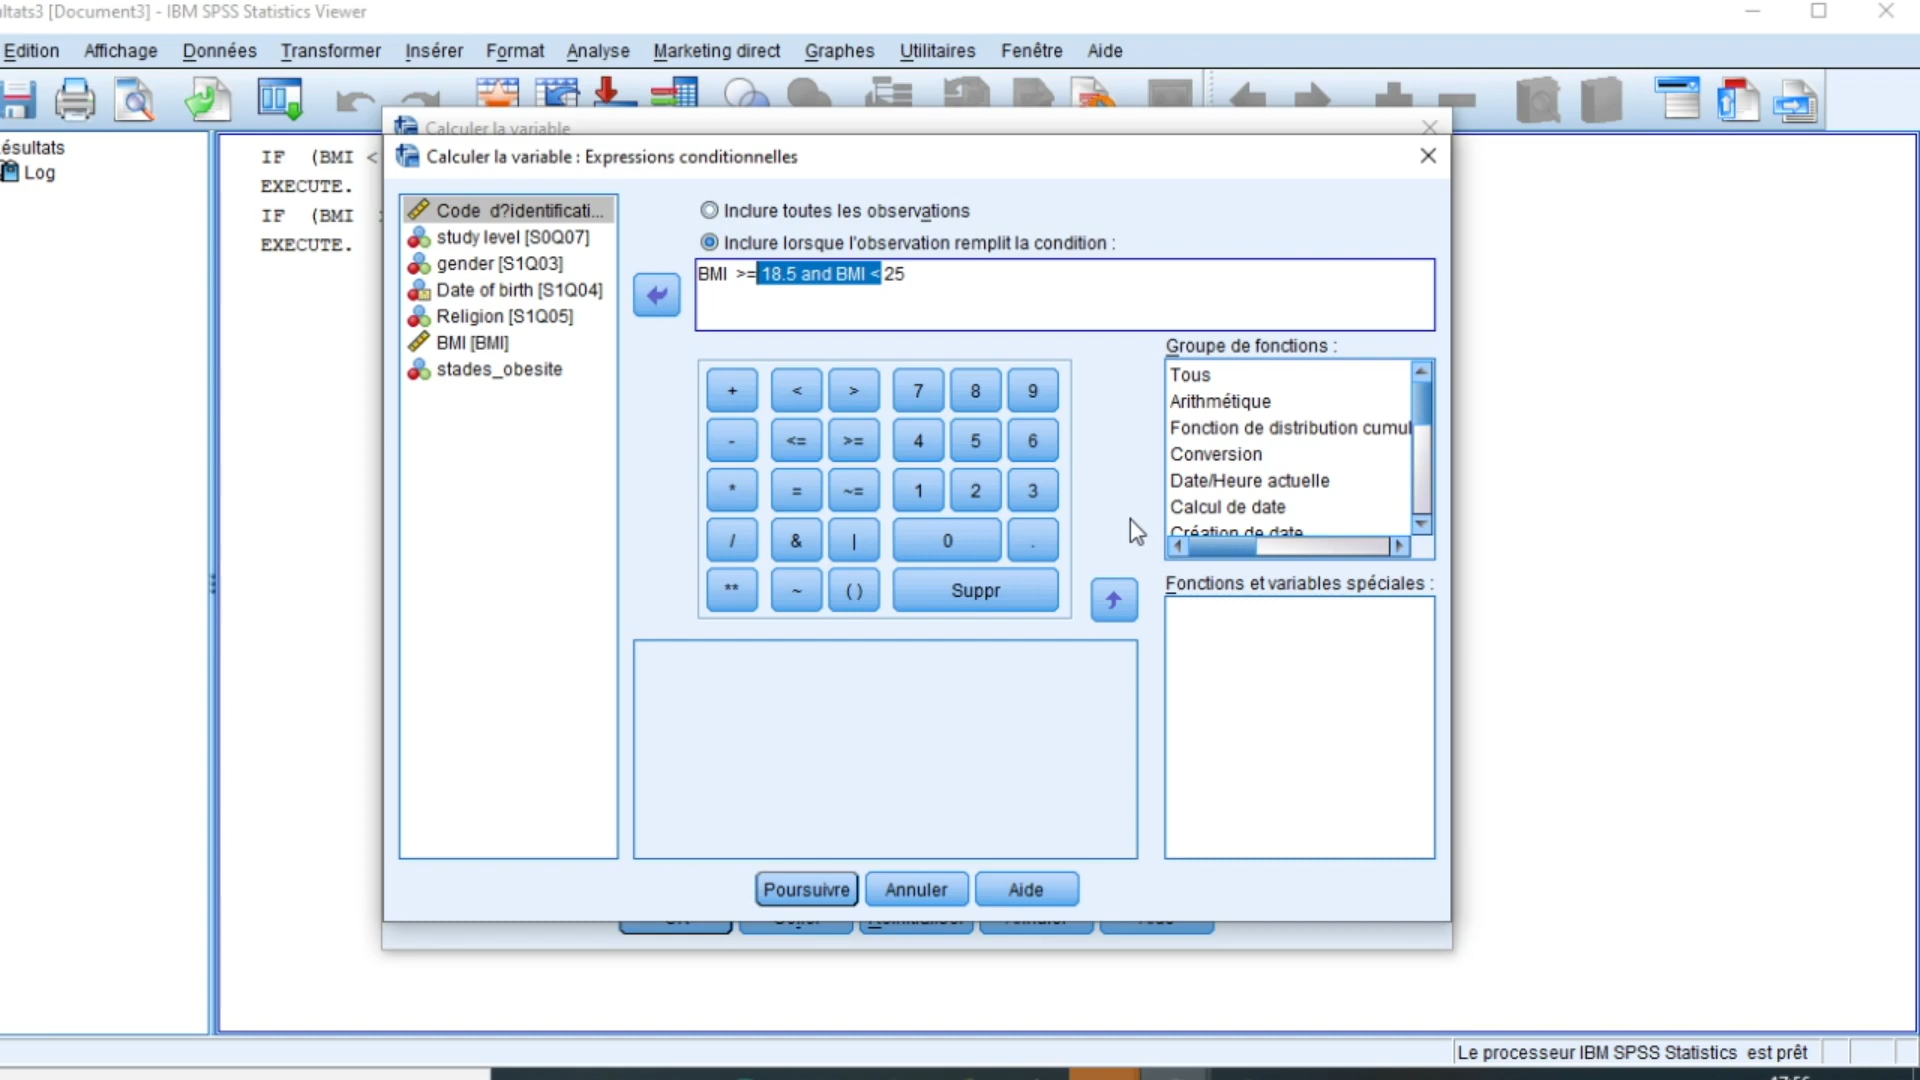 ltats3 [Document3] - IBM SPSS Statistics Viewer
Edition Affichage Données Transformer Insérer Format Analyse Marketing direct Graphes Utilitaires Fenêtre Aide
ésultats
Log
IF (BMI <
EXECUTE.
IF (BMI
EXECUTE.
Calculer la variable
Calculer la variable : Expressions conditionnelles
Code d?identificati...
study level [S0Q07]
gender [S1Q03]
Date of birth [S1Q04]
Religion [S1Q05]
BMI [BMI]
stades_obesite
Inclure toutes les observations
Inclure lorsque l'observation remplit la condition :
BMI >= 18.5 and BMI < 25
+ < > 7 8 9
- <= >= 4 5 6
* = ~= 1 2 3
/ & | 0 .
** ~ ( ) Suppr
Groupe de fonctions :
Tous
Arithmétique
Fonction de distribution cumul
Conversion
Date/Heure actuelle
Calcul de date
Création de date
Fonctions et variables spéciales :
Poursuivre Annuler Aide
Le processeur IBM SPSS Statistics est prêt